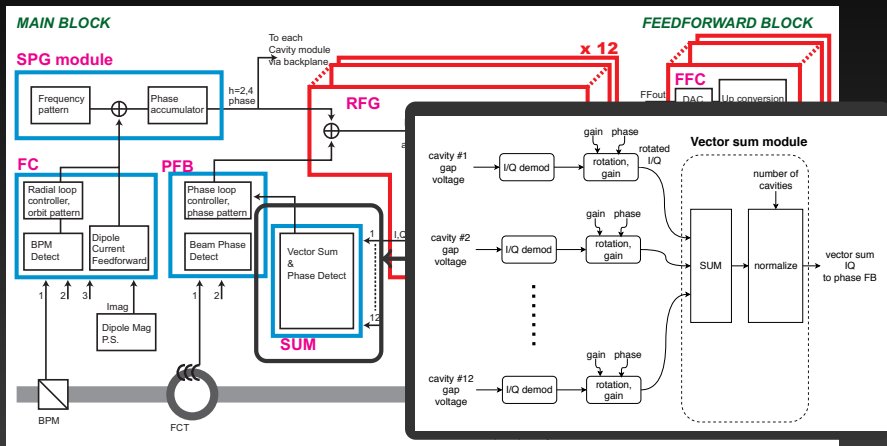 MAIN BLOCK
FEEDFORWARD BLOCK
SPG module
To each
Cavity module
via backplane
x 12
Frequency
pattern
Phase
accumulator
h=2,4
phase
RFG
FFC
FFout
DAC
Up conversion
FC
PFB
Radial loop
controller,
orbit pattern
BPM
Detect
Dipole
Current
Feedforward
Phase loop
controller,
phase pattern
Beam Phase
Detect
Vector Sum
&
Phase Detect
SUM
1
I,Q
12
1
2
3
1
2
Imag
Dipole Mag
P.S.
BPM
FCT
Vector sum module
gain phase
rotated
I/Q
cavity #1
gap
voltage
I/Q demod
rotation,
gain
number of
cavities
gain phase
cavity #2
gap
voltage
I/Q demod
rotation,
gain
SUM
normalize
vector sum
IQ
to phase FB
gain phase
cavity #12
gap
voltage
I/Q demod
rotation,
gain